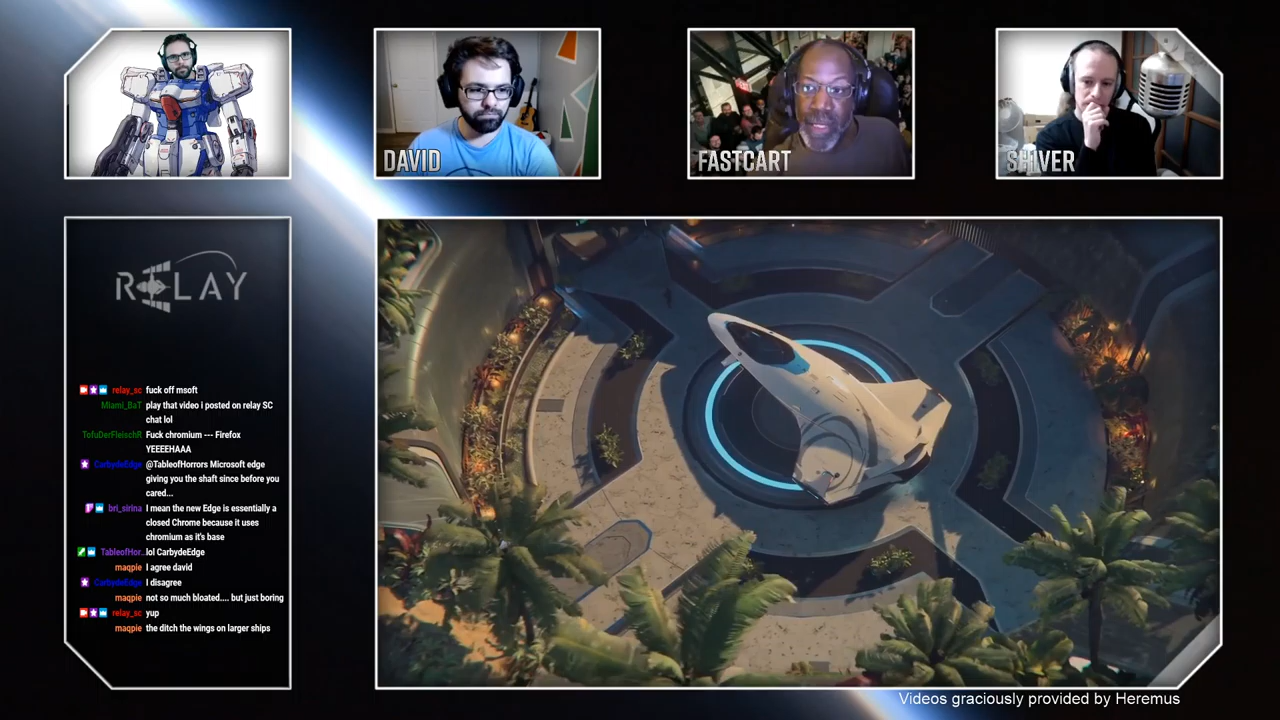 DAVID
FASTCART
SHIVER
RELAY
relay_sc fuck off msoft
Miami_BaT play that video i posted on relay SC
chat lol
TofuDerFleischR Fuck chromium --- Firefox
YEEEEHAAA
CarbydeEdge @TableofHorrors Microsoft edge
giving you the shaft since before you
cared...
bri_sirina I mean the new Edge is essentially a
closed Chrome because it uses
chromium as it's base
TableofHor... lol CarbydeEdge
maqpie I agree david
CarbydeEdge I disagree
maqpie not so much bloated.... but just boring
relay_sc yup
maqpie the ditch the wings on larger ships
Videos graciously provided by Heremus